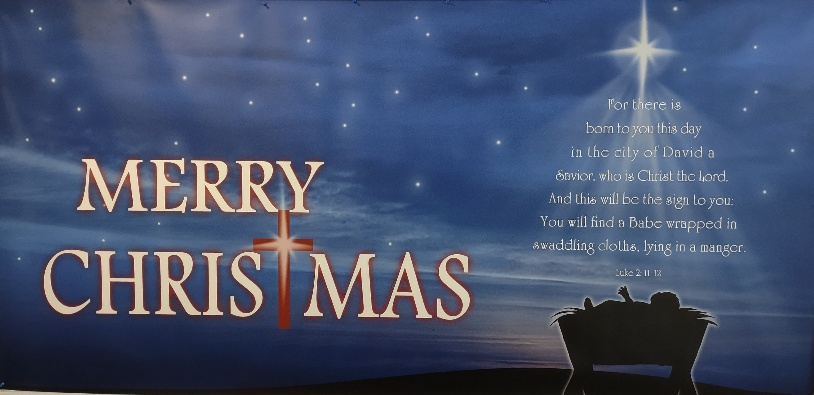 MERRY
CHRISTMAS
For there is
born to you this day
in the city of David a
Savior, who is Christ the Lord.
And this will be the sign to you:
You will find a Babe wrapped in
swaddling cloths, lying in a manger.
Luke 2:11-12